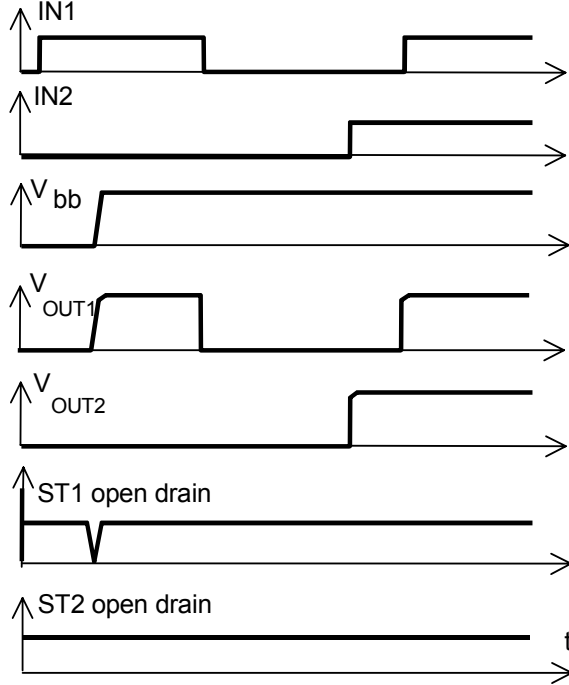 IN1
IN2
V bb
V OUT1
V OUT2
ST1 open drain
ST2 open drain
t